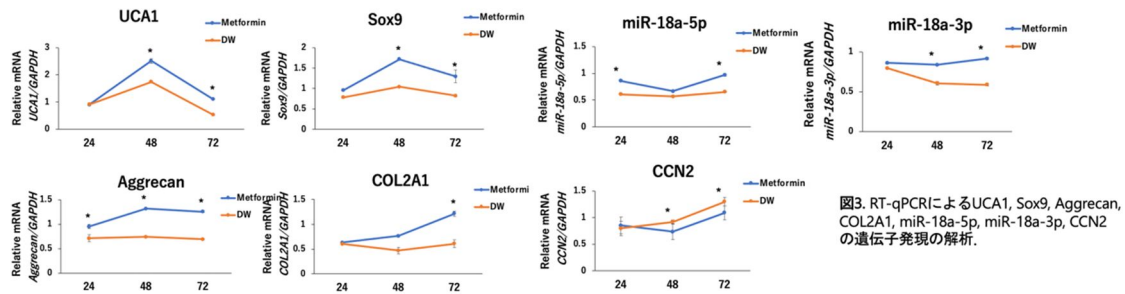 UCA1
Metformin
DW
Relative mRNA
UCA1/GAPDH
3
2
1
0
24
48
72
*
*
Sox9
Metformin
DW
Relative mRNA
Sox9/GAPDH
2
1.5
1
0.5
0
24
48
72
*
*
miR-18a-5p
Metformin
DW
Relative mRNA
miR-18a-5p/GAPDH
1.5
1
0.5
0
24
48
72
*
*
miR-18a-3p
Metformin
DW
Relative mRNA
miR-18a-3p/GAPDH
1
0.5
0
24
48
72
*
*
Aggrecan
Metformin
DW
Relative mRNA
Aggrecan/GAPDH
1.5
1
0.5
0
24
48
72
*
*
*
COL2A1
Metformi
DW
Relative mRNA
COL2A1/GAPDH
1.5
1
0.5
0
24
48
72
*
CCN2
Metformin
DW
Relative mRNA
CCN2/GAPDH
1.5
1
0.5
0
24
48
72
*
*
図3. RT-qPCRによるUCA1, Sox9, Aggrecan,
COL2A1, miR-18a-5p, miR-18a-3p, CCN2
の遺伝子発現の解析.